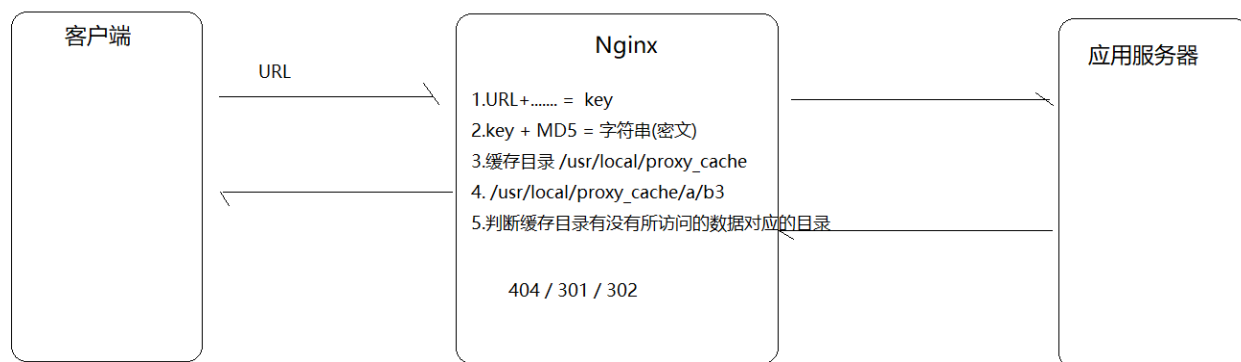 客户端
URL
Nginx
1.URL+....... = key
2.key + MD5 = 字符串(密文)
3.缓存目录 /usr/local/proxy_cache
4. /usr/local/proxy_cache/a/b3
5.判断缓存目录有没有所访问的数据对应的目录
404 / 301 / 302
应用服务器